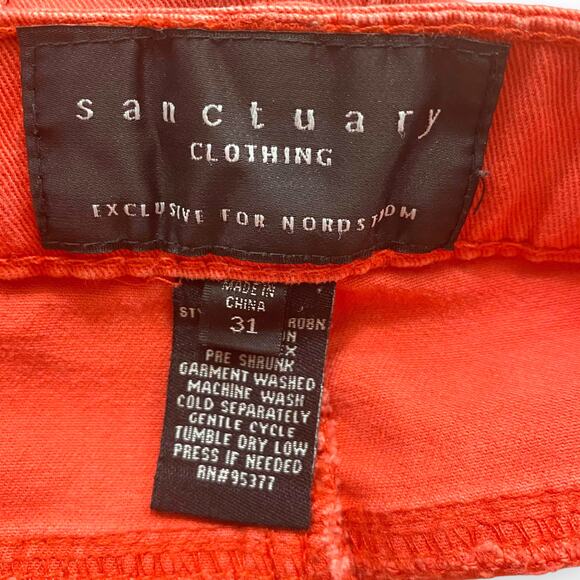 sanctuary
CLOTHING
EXCLUSIVE FOR NORDSTROM
MADE IN
CHINA
31
PRE SHRUNK
GARMENT WASHED
MACHINE WASH
COLD SEPARATELY
GENTLE CYCLE
TUMBLE DRY LOW
PRESS IF NEEDED
RN#95377